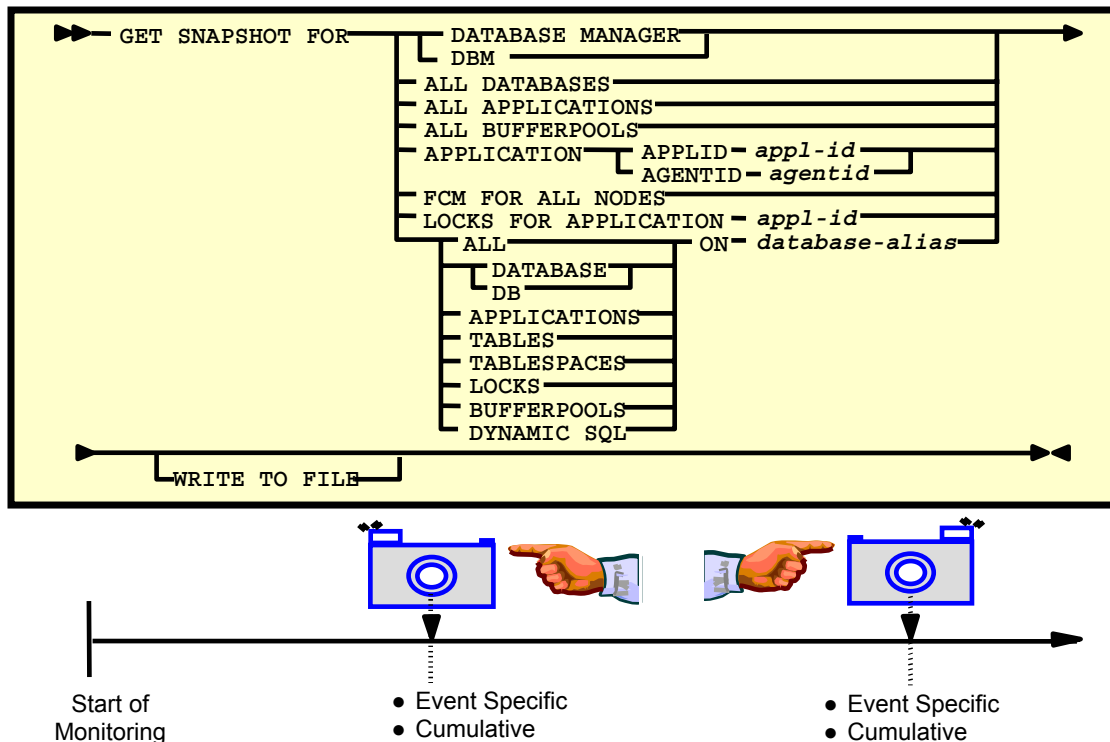 GET SNAPSHOT FOR DATABASE MANAGER
DBM
ALL DATABASES
ALL APPLICATIONS
ALL BUFFERPOOLS
APPLICATION APPLID appl-id
AGENTID agentid
FCM FOR ALL NODES
LOCKS FOR APPLICATION appl-id
ALL ON database-alias
DATABASE
DB
APPLICATIONS
TABLES
TABLESPACES
LOCKS
BUFFERPOOLS
DYNAMIC SQL
WRITE TO FILE
Start of
Monitoring
● Event Specific
● Cumulative
● Event Specific
● Cumulative